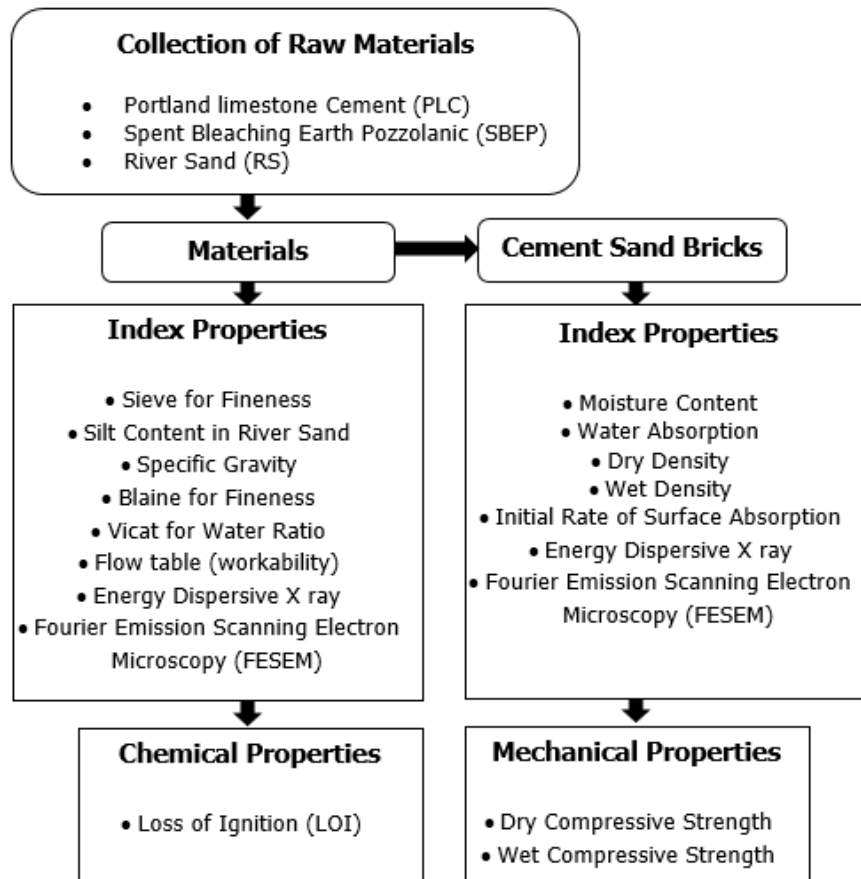 Collection of Raw Materials
• Portland limestone Cement (PLC)
• Spent Bleaching Earth Pozzolanic (SBEP)
• River Sand (RS)
Materials
Cement Sand Bricks
Index Properties
• Sieve for Fineness
• Silt Content in River Sand
• Specific Gravity
• Blaine for Fineness
• Vicat for Water Ratio
• Flow table (workability)
• Energy Dispersive X ray
• Fourier Emission Scanning Electron
Microscopy (FESEM)
Index Properties
• Moisture Content
• Water Absorption
• Dry Density
• Wet Density
• Initial Rate of Surface Absorption
• Energy Dispersive X ray
• Fourier Emission Scanning Electron
Microscopy (FESEM)
Chemical Properties
• Loss of Ignition (LOI)
Mechanical Properties
• Dry Compressive Strength
• Wet Compressive Strength